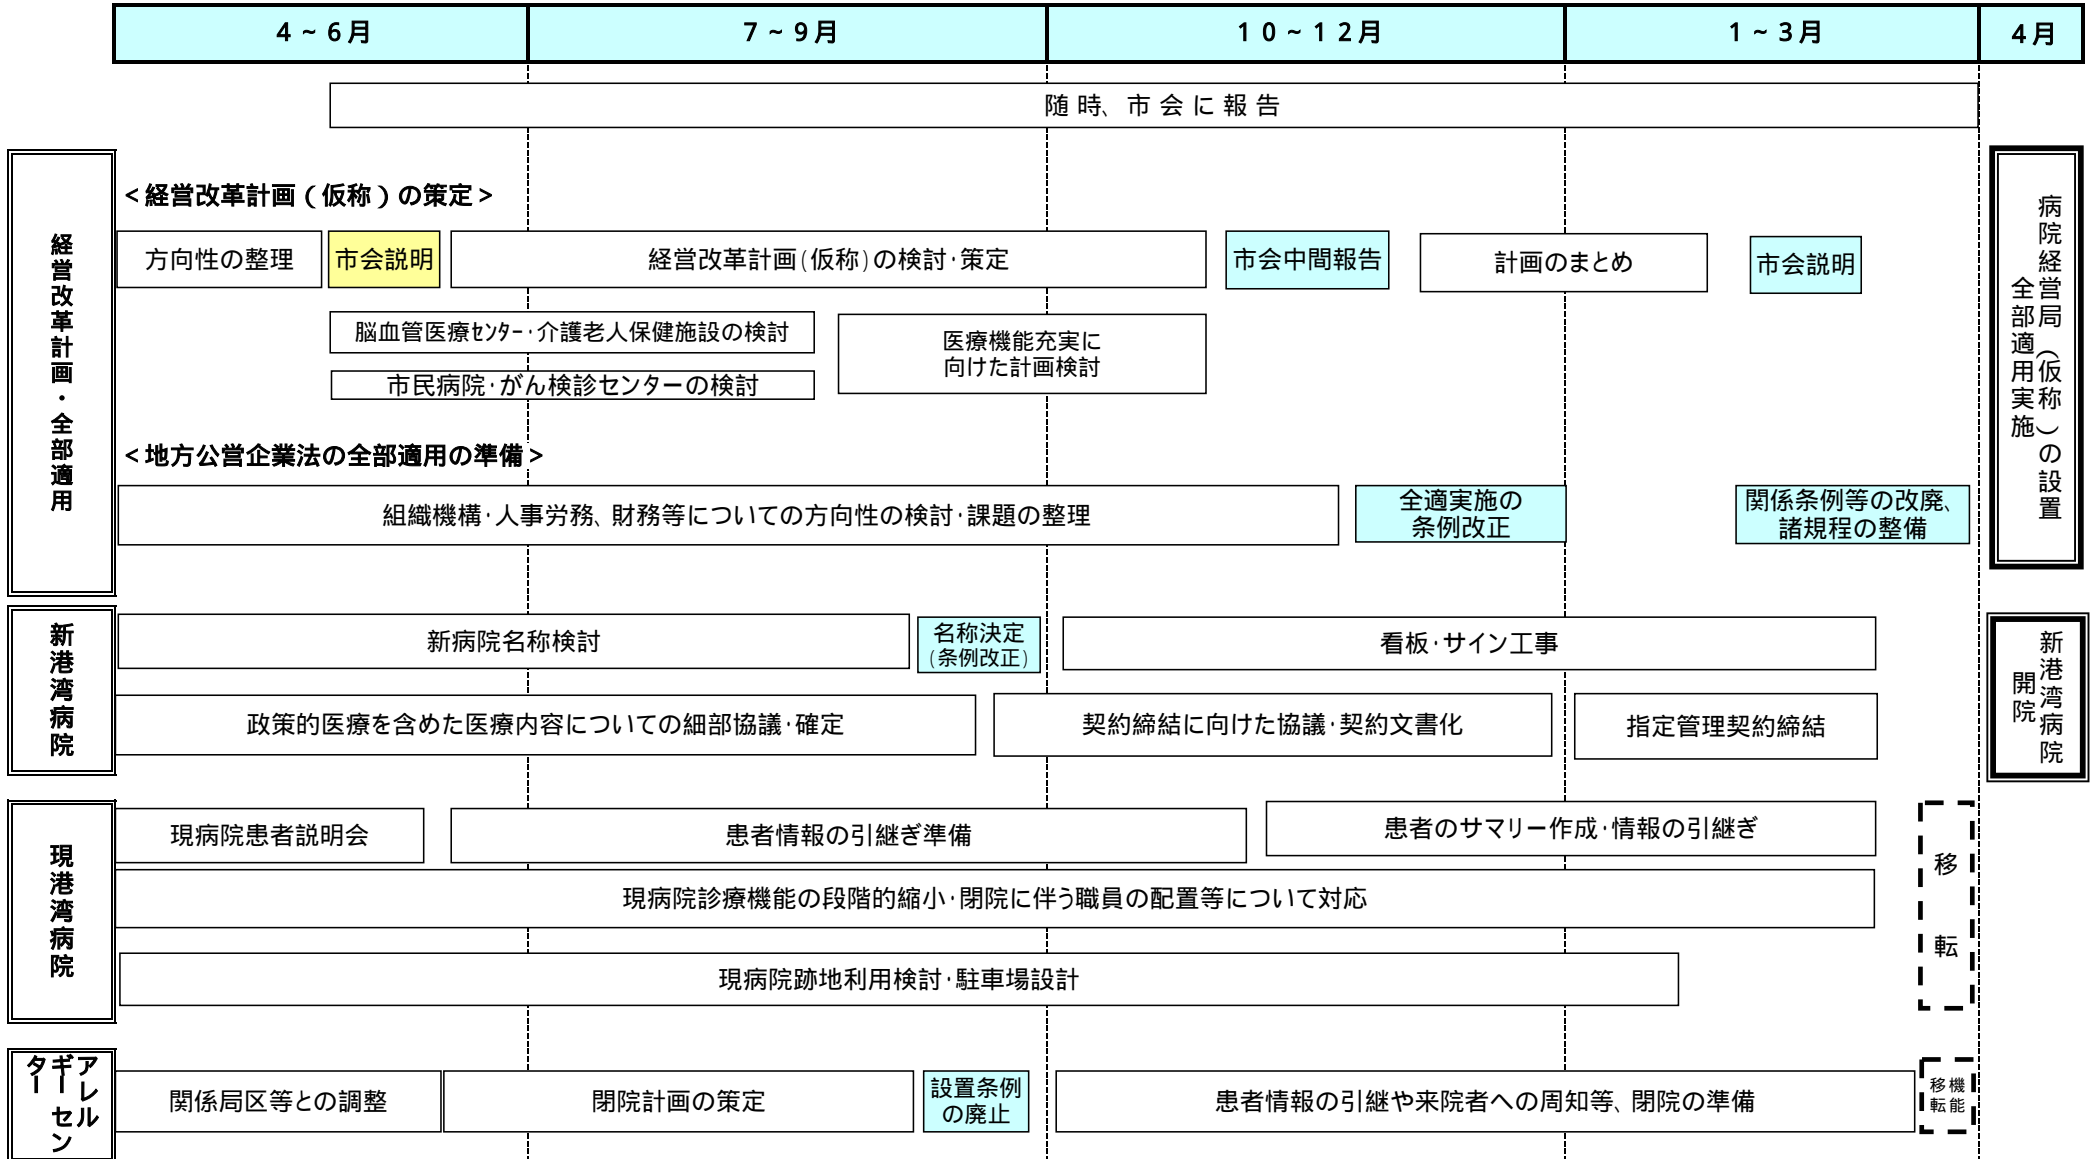 4～6月
7～9月
10～12月
1～3月
4月
随時、市会に報告
経営改革計画・全部適用
<経営改革計画(仮称)の策定>
方向性の整理
市会説明
経営改革計画(仮称)の検討・策定
市会中間報告
計画のまとめ
市会説明
脳血管医療ｾﾝﾀｰ・介護老人保健施設の検討
市民病院・がん検診センターの検討
医療機能充実に
向けた計画検討
<地方公営企業法の全部適用の準備>
組織機構・人事労務、財務等についての方向性の検討・課題の整理
全適実施の
条例改正
関係条例等の改廃、
諸規程の整備
病院経営局(仮称)の設置
全部適用実施
新港湾病院
新病院名称検討
名称決定
(条例改正)
看板・サイン工事
政策的医療を含めた医療内容についての細部協議・確定
契約締結に向けた協議・契約文書化
指定管理契約締結
新港湾病院
開院
現港湾病院
現病院患者説明会
患者情報の引継ぎ準備
患者のサマリー作成・情報の引継ぎ
現病院診療機能の段階的縮小・閉院に伴う職員の配置等について対応
現病院跡地利用検討・駐車場設計
移転
アレル
ギーセン
ター
関係局区等との調整
閉院計画の策定
設置条例
の廃止
患者情報の引継や来院者への周知等、閉院の準備
機能
移転